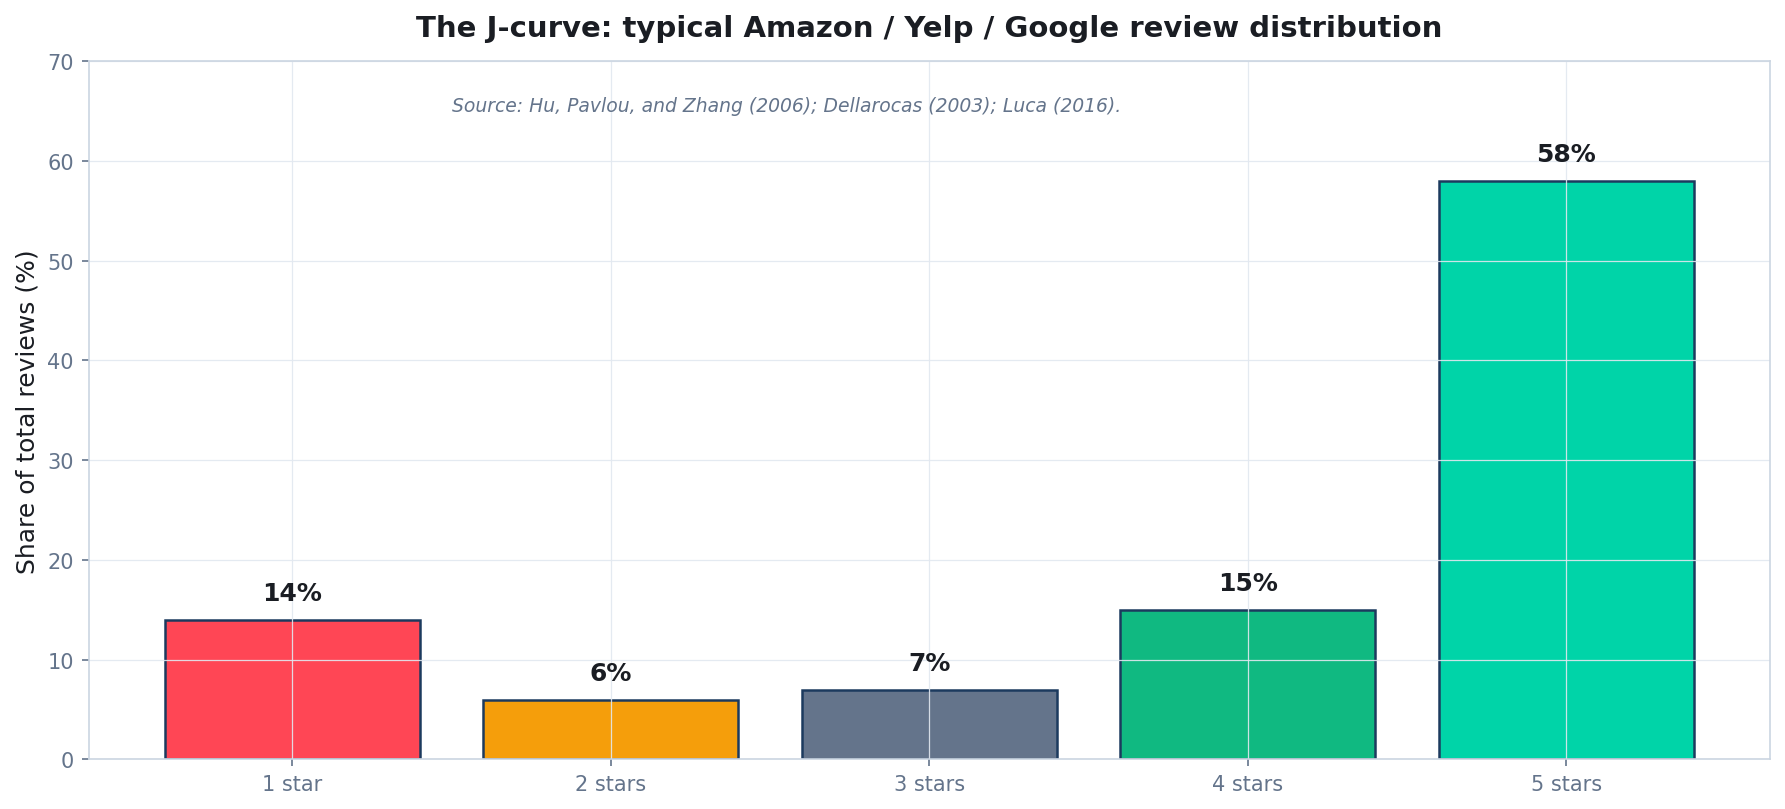 The J-curve: typical Amazon / Yelp / Google review distribution
Source: Hu, Pavlou, and Zhang (2006); Dellarocas (2003); Luca (2016).
Share of total reviews (%)
70
60
50
40
30
20
10
0
14%
6%
7%
15%
58%
1 star
2 stars
3 stars
4 stars
5 stars